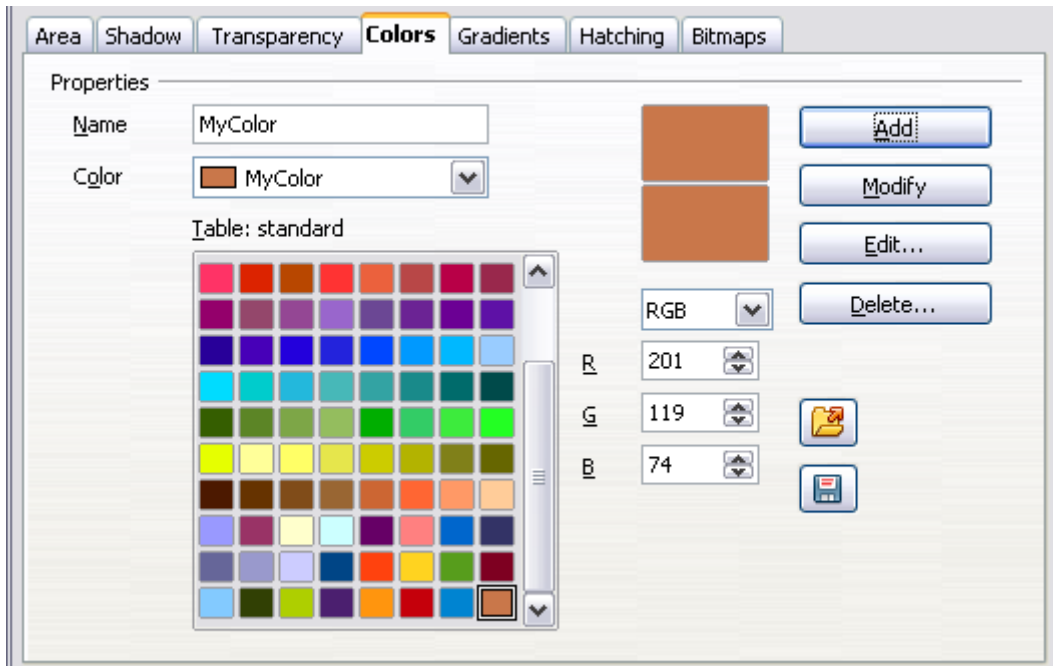 Area Shadow Transparency Colors Gradients Hatching Bitmaps
Properties
Name MyColor Add
Color MyColor Modify
Table: standard Edit...
RGB Delete...
R 201
G 119
B 74